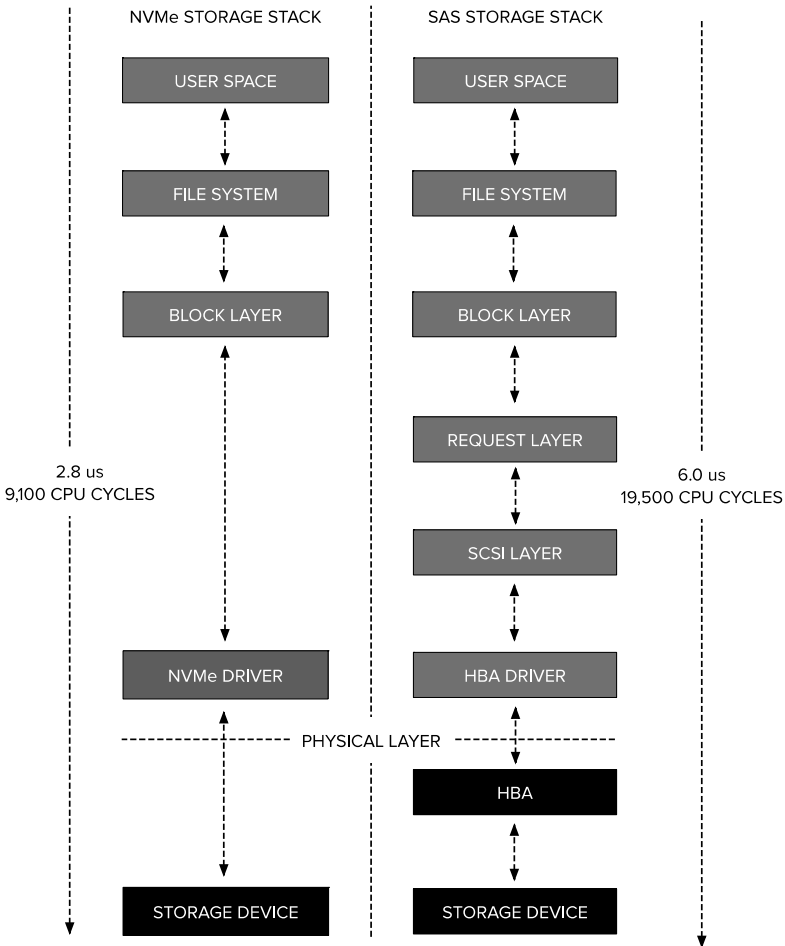 NVMe STORAGE STACK
SAS STORAGE STACK
USER SPACE
USER SPACE
FILE SYSTEM
FILE SYSTEM
BLOCK LAYER
BLOCK LAYER
REQUEST LAYER
2.8 us
9,100 CPU CYCLES
6.0 us
19,500 CPU CYCLES
SCSI LAYER
NVMe DRIVER
HBA DRIVER
PHYSICAL LAYER
HBA
STORAGE DEVICE
STORAGE DEVICE